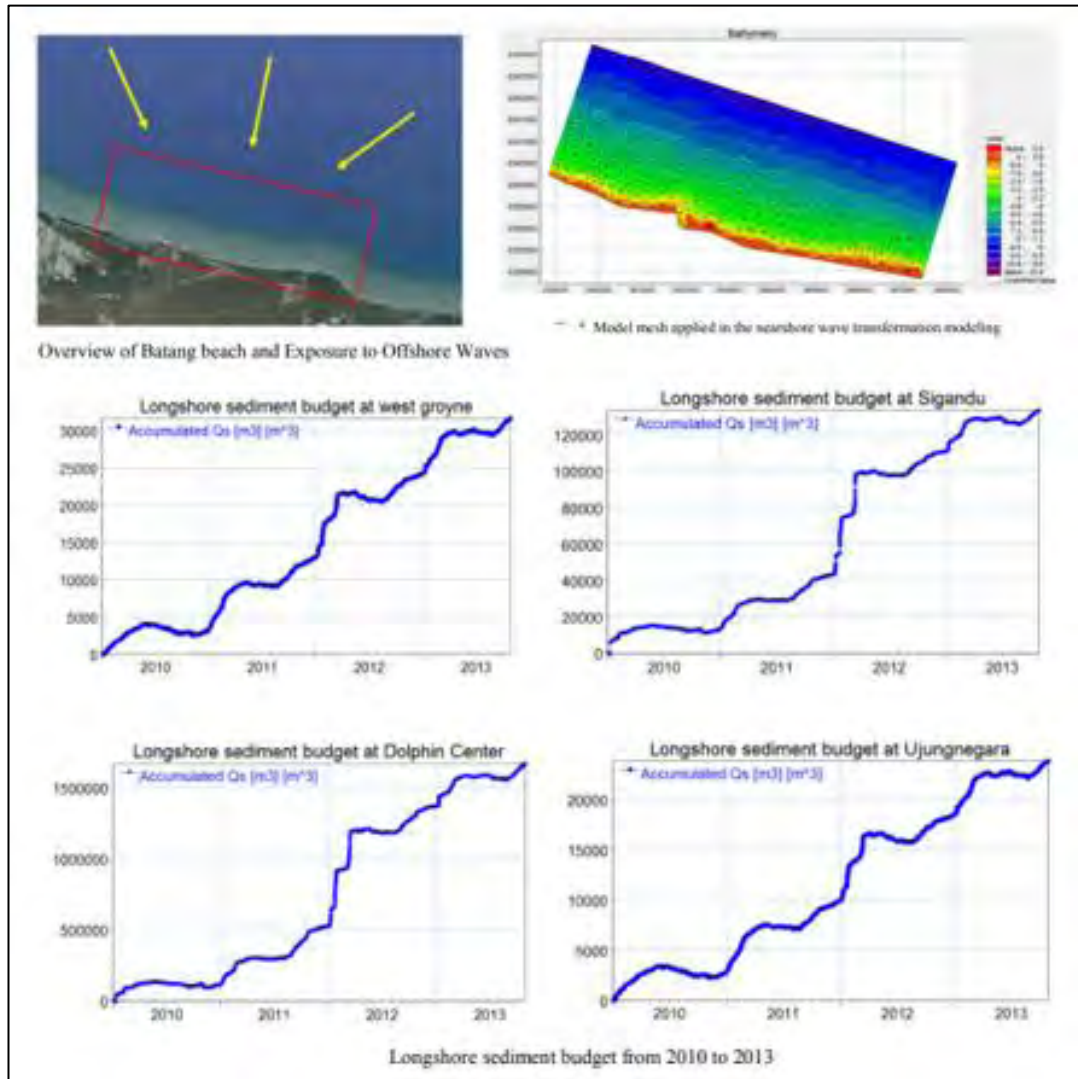 Bathymetry
Overview of Batang beach and Exposure to Offshore Waves
Model mesh applied in the nearshore wave transformation modeling
Longshore sediment budget at west groyne
Accumulated Qs [m3] [m^3]
30000
25000
20000
15000
10000
5000
0
2010 2011 2012 2013
Longshore sediment budget at Sigandu
Accumulated Qs [m3] [m^3]
120000
100000
80000
60000
40000
20000
0
2010 2011 2012 2013
Longshore sediment budget at Dolphin Center
Accumulated Qs [m3] [m^3]
1500000
1000000
500000
0
2010 2011 2012 2013
Longshore sediment budget at Ujungnegara
Accumulated Qs [m3] [m^3]
20000
15000
10000
5000
0
2010 2011 2012 2013
Longshore sediment budget from 2010 to 2013